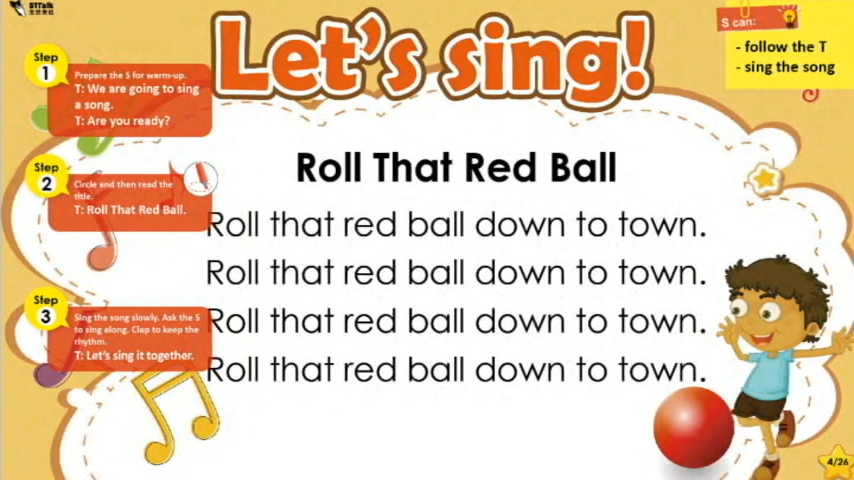 51Talk
Let's sing!
S can:
- follow the T
- sing the song
Step
1
Prepare the S for warm-up.
T: We are going to sing
a song.
T: Are you ready?
Step
2
Circle and then read the
title.
T: Roll That Red Ball.
Step
3
Sing the song slowly. Ask the S
to sing along. Clap to keep the
rhythm.
T: Let's sing it together.
Roll That Red Ball
Roll that red ball down to town.
Roll that red ball down to town.
Roll that red ball down to town.
Roll that red ball down to town.
4/26